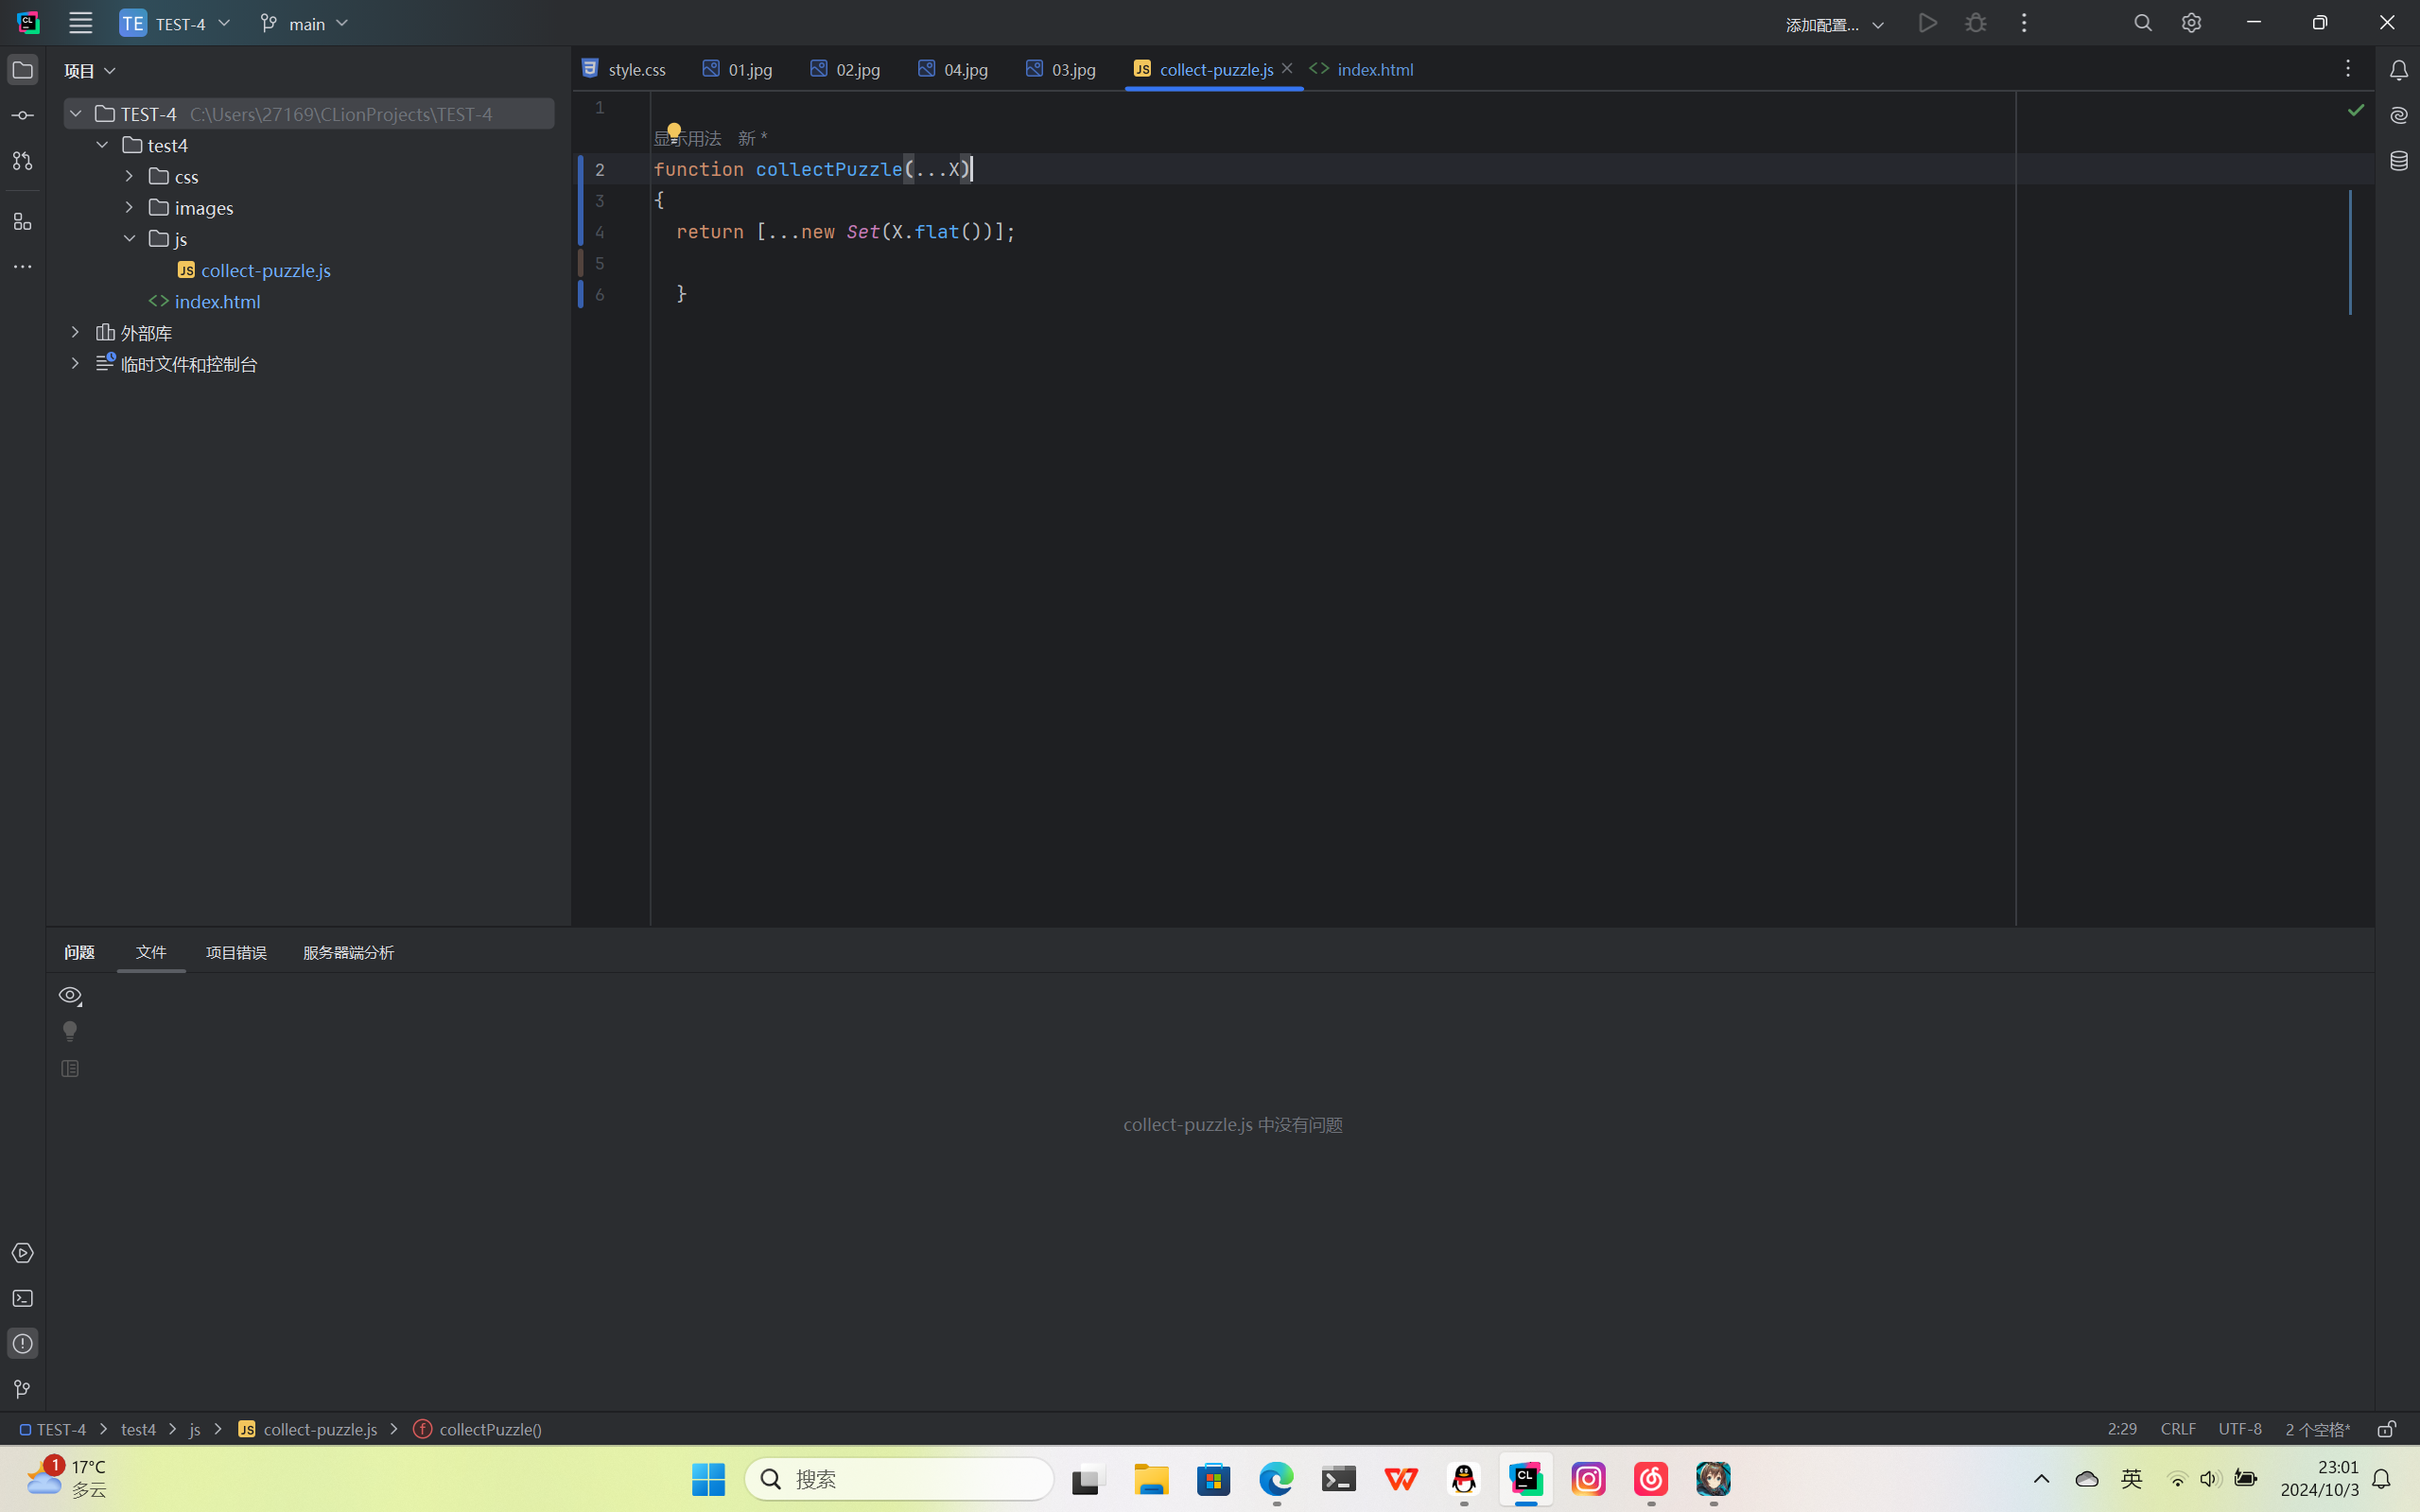 TE TEST-4 main 添加配置...
项目
TEST-4 C:\Users\27169\CLionProjects\TEST-4
test4
css
images
js
collect-puzzle.js
index.html
外部库
临时文件和控制台
style.css 01.jpg 02.jpg 04.jpg 03.jpg collect-puzzle.js index.html
1
显示用法 新 *
2 function collectPuzzle(...X)
3 {
4 return [...new Set(X.flat())];
5
6 }
问题 文件 项目错误 服务器端分析
collect-puzzle.js 中没有问题
TEST-4 > test4 > js > JS collect-puzzle.js > f collectPuzzle()
2:29 CRLF UTF-8 2 个空格*
1 17°C
多云
搜索
英
23:01
2024/10/3